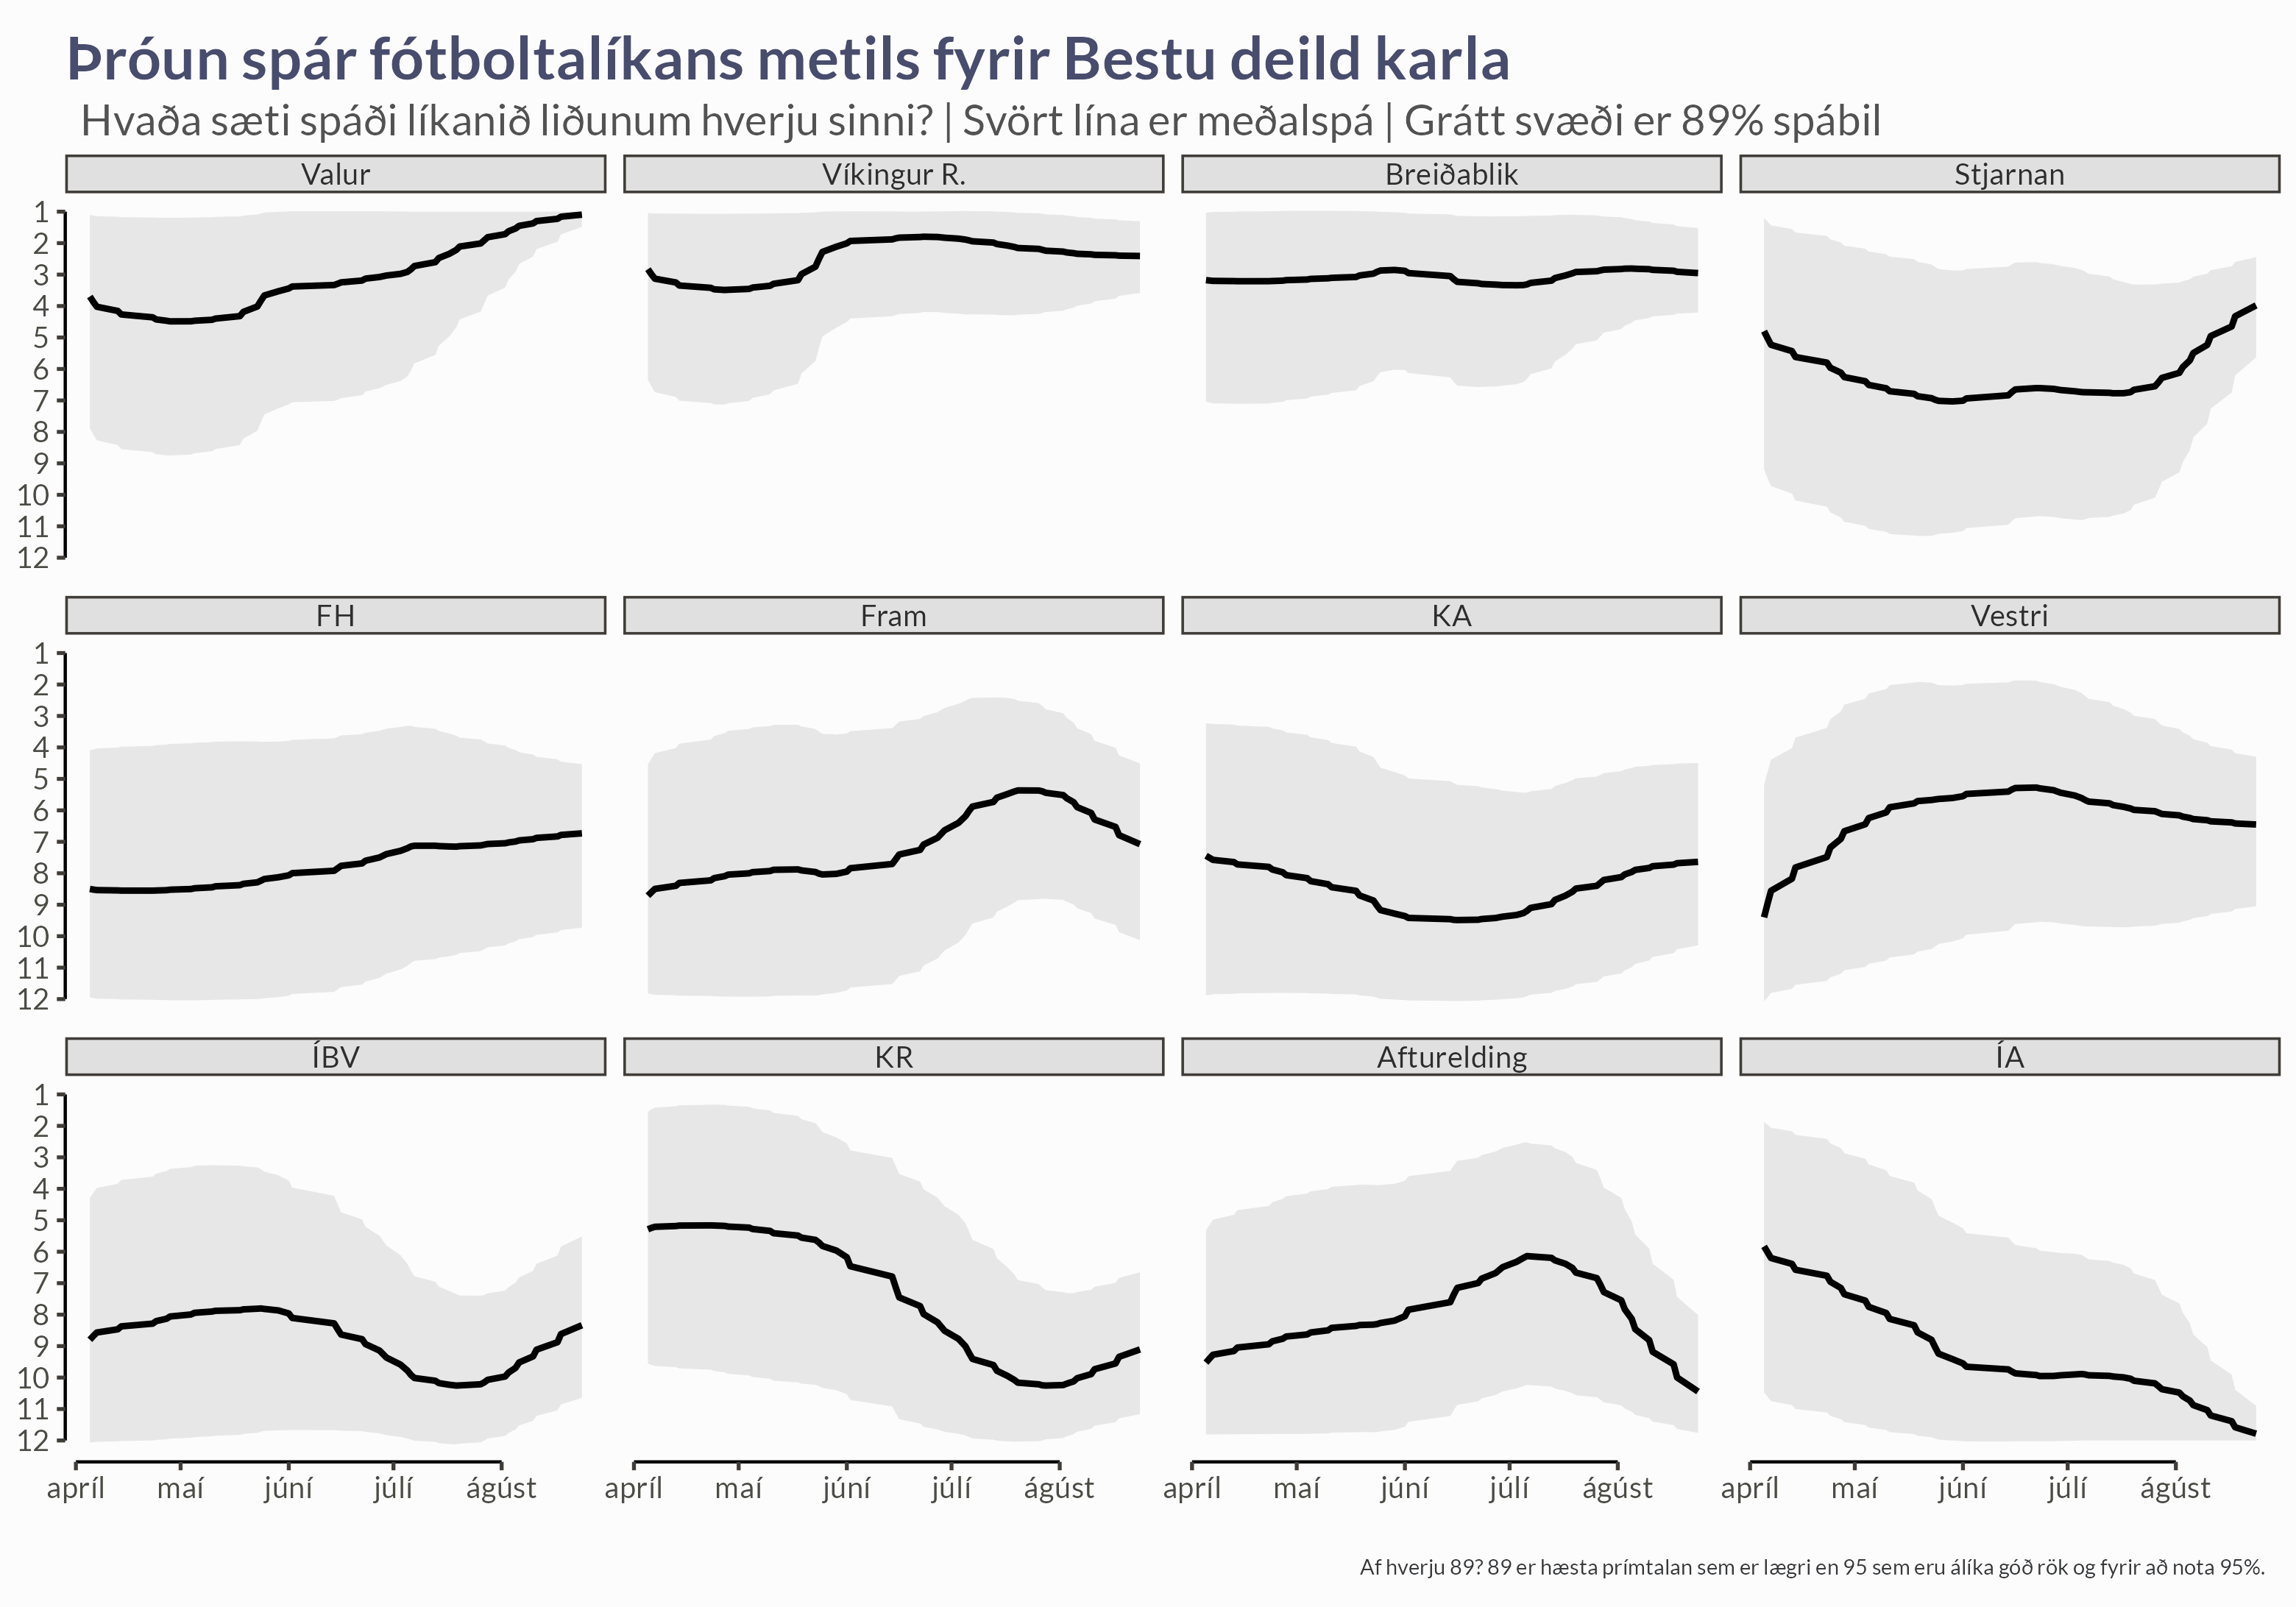 Þróun spár fótboltalíkans metils fyrir Bestu deild karla
Hvaða sæti spáði líkanið liðunum hverju sinni? | Svört lína er meðalspá | Grátt svæði er 89% spábil
Valur
Víkingur R.
Breiðablik
Stjarnan
1
2
3
4
5
6
7
8
9
10
11
12
FH
Fram
KA
Vestri
1
2
3
4
5
6
7
8
9
10
11
12
ÍBV
KR
Afturelding
ÍA
1
2
3
4
5
6
7
8
9
10
11
12
apríl maí júní júlí ágúst
apríl maí júní júlí ágúst
apríl maí júní júlí ágúst
apríl maí júní júlí ágúst
Af hverju 89? 89 er hæsta prímtalan sem er lægri en 95 sem eru álíka góð rök og fyrir að nota 95%.